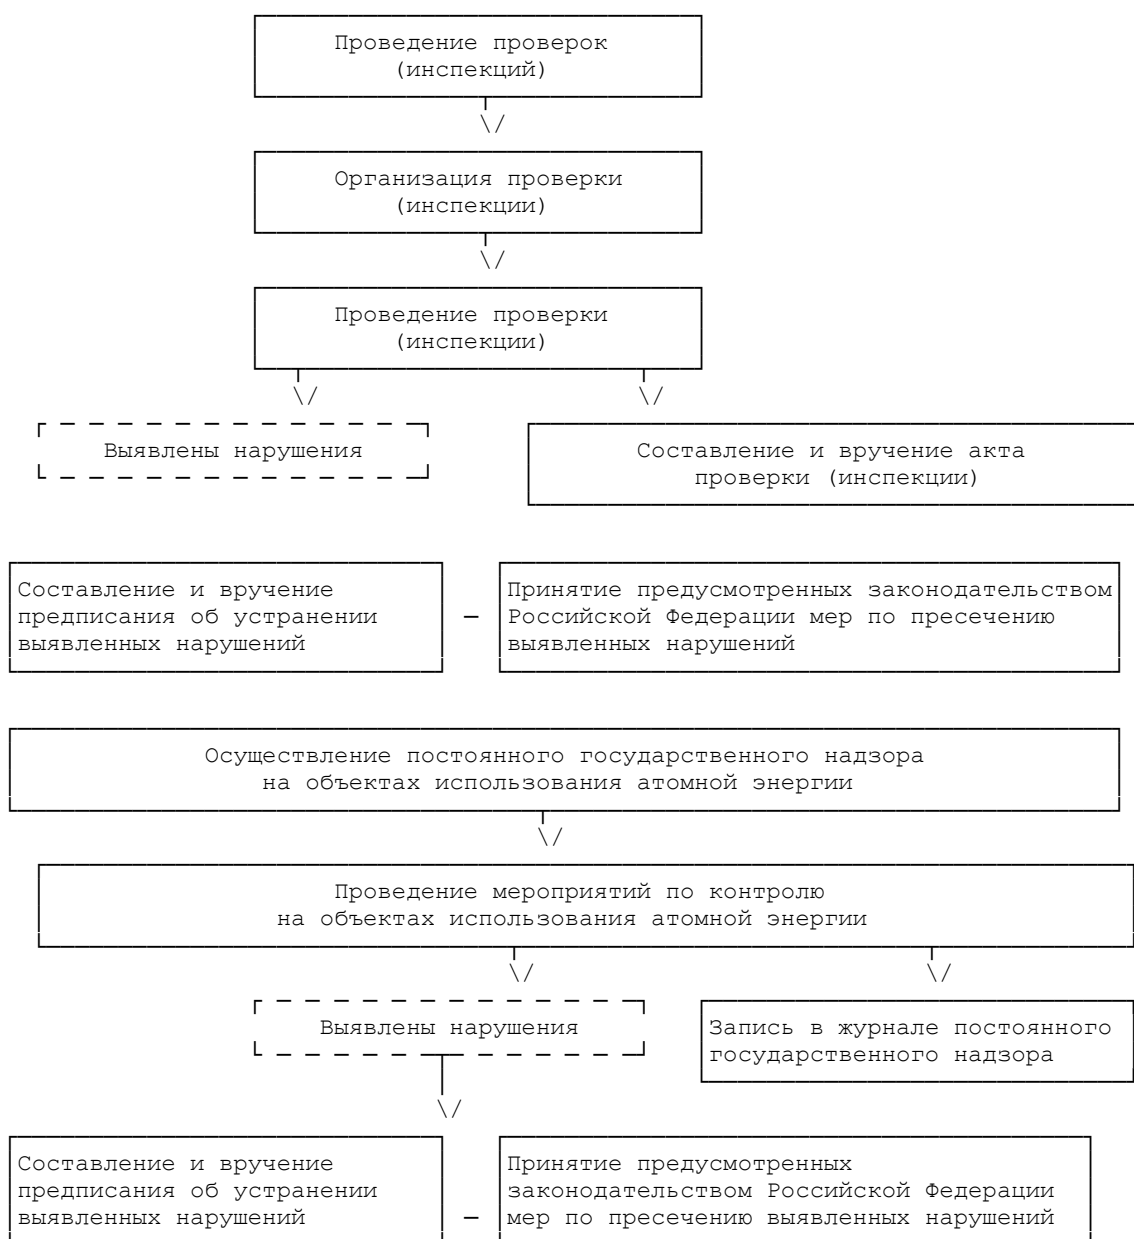 Проведение проверок
(инспекций)
Организация проверки
(инспекции)
Проведение проверки
(инспекции)
Выявлены нарушения
Составление и вручение акта
проверки (инспекции)
Составление и вручение
предписания об устранении
выявленных нарушений
Принятие предусмотренных законодательством
Российской Федерации мер по пресечению
выявленных нарушений
Осуществление постоянного государственного надзора
на объектах использования атомной энергии
Проведение мероприятий по контролю
на объектах использования атомной энергии
Выявлены нарушения
Запись в журнале постоянного
государственного надзора
Составление и вручение
предписания об устранении
выявленных нарушений
Принятие предусмотренных
законодательством Российской Федерации
мер по пресечению выявленных нарушений